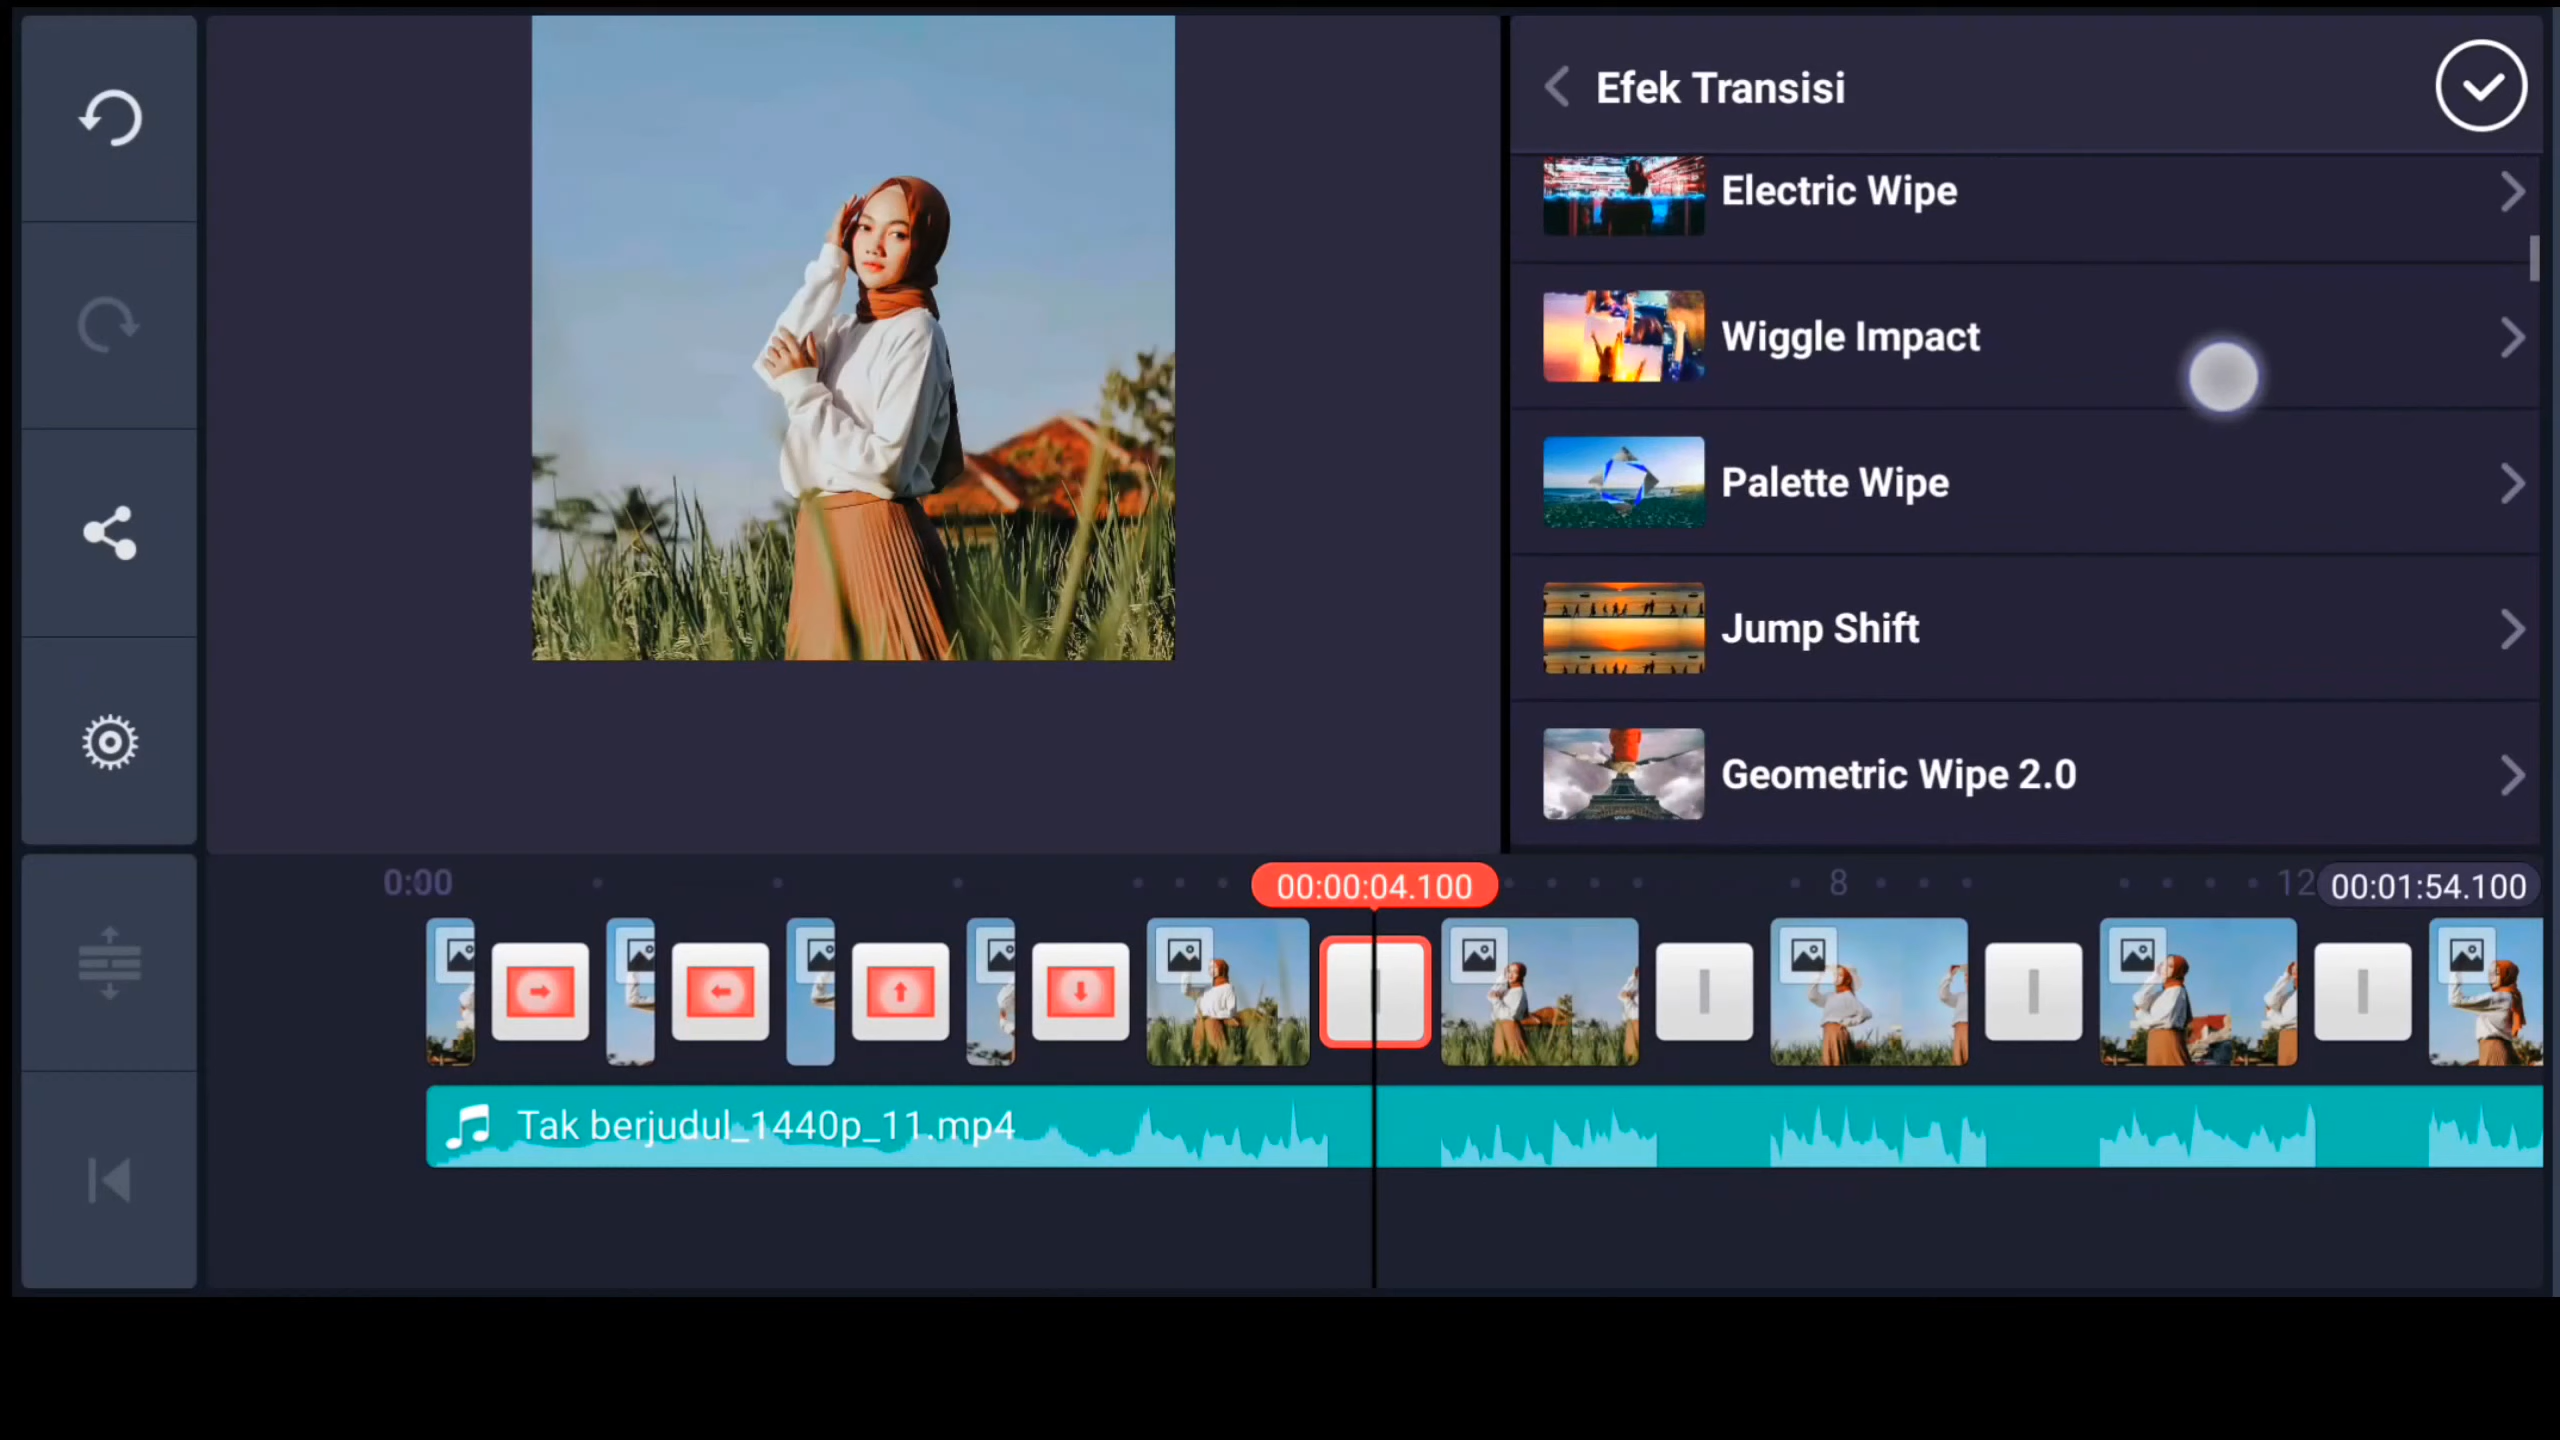 Efek Transisi
Electric Wipe
Wiggle Impact
Palette Wipe
Jump Shift
Geometric Wipe 2.0
0:00
00:00:04.100
8
12
00:01:54.100
Tak berjudul_1440p_11.mp4